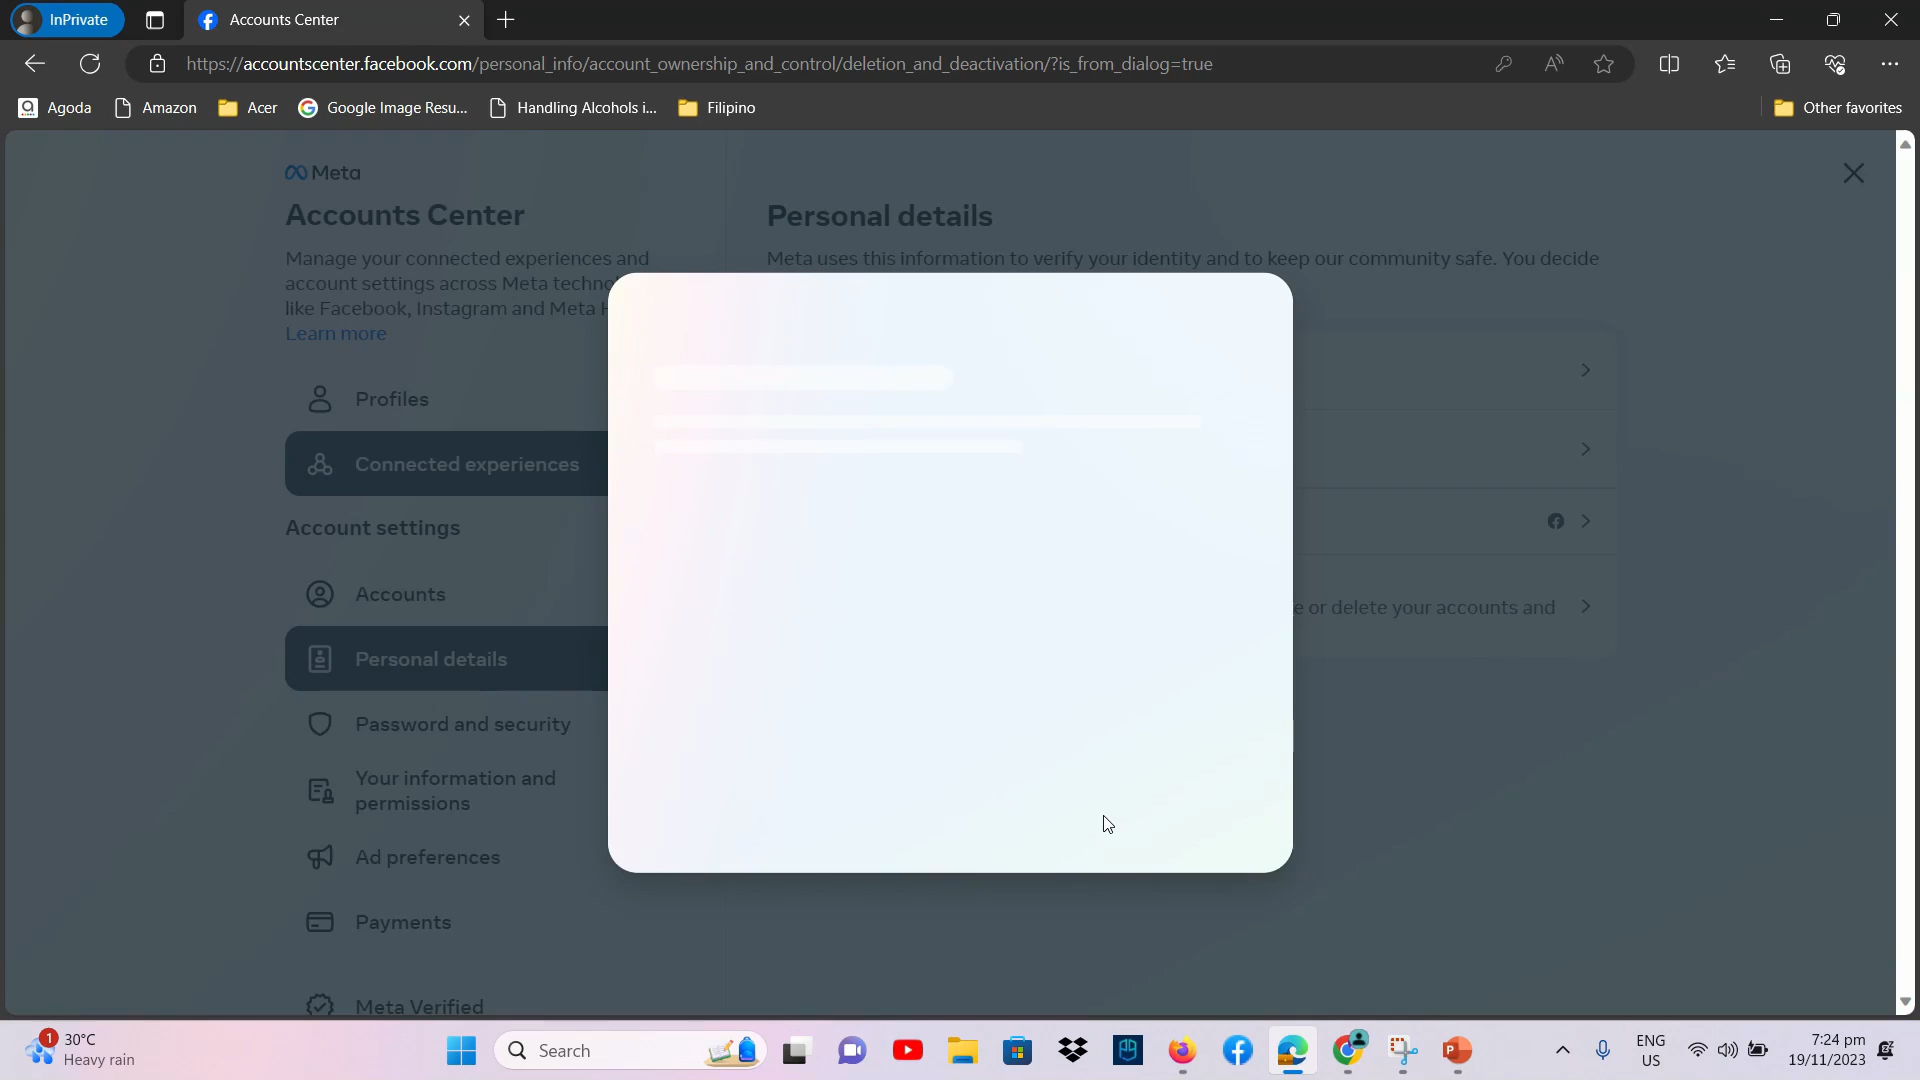 InPrivate
Accounts Center
https://accountscenter.facebook.com/personal_info/account_ownership_and_control/deletion_and_deactivation/?is_from_dialog=true
Agoda
Amazon
Acer
Google Image Resu...
Handling Alcohols i...
Filipino
Other favorites
Meta
Accounts Center
Manage your connected experiences and
account settings across Meta techno
like Facebook, Instagram and Meta H
Learn more
Profiles
Connected experiences
Account settings
Accounts
Personal details
Password and security
Your information and
permissions
Ad preferences
Payments
Meta Verified
Personal details
Meta uses this information to verify your identity and to keep our community safe. You decide
e or delete your accounts and
1
30°C
Heavy rain
Search
ENG
US
7:24 pm
19/11/2023